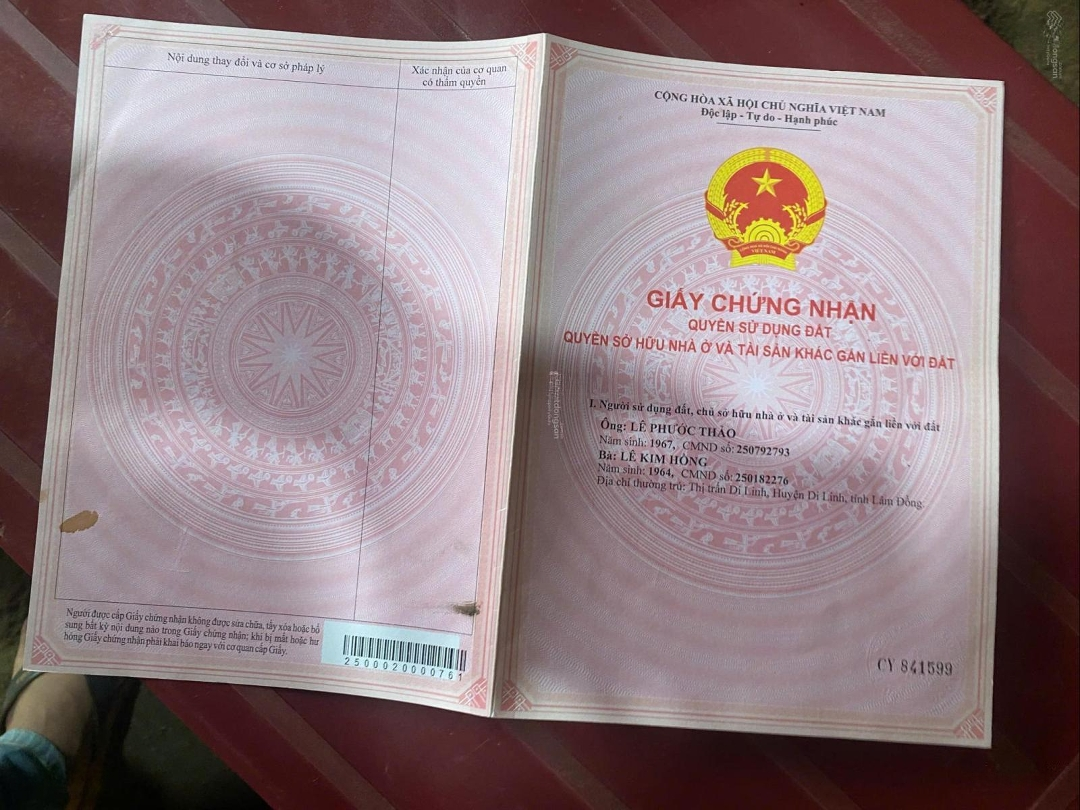 Nội dung thay đổi và cơ sở pháp lý
Xác nhận của cơ quan
có thẩm quyền
Người được cấp Giấy chứng nhận không được sửa chữa, tẩy xóa hoặc bổ
sung bất kỳ nội dung nào trong Giấy chứng nhận; khi bị mất hoặc hư
hỏng Giấy chứng nhận phải khai báo ngay với cơ quan cấp Giấy.
2500020000761
CỘNG HÒA XÃ HỘI CHỦ NGHĨA VIỆT NAM
Độc lập - Tự do - Hạnh phúc
VIỆT NAM
GIẤY CHỨNG NHẬN
QUYỀN SỬ DỤNG ĐẤT
QUYỀN SỞ HỮU NHÀ Ở VÀ TÀI SẢN KHÁC GẮN LIỀN VỚI ĐẤT
I. Người sử dụng đất, chủ sở hữu nhà ở và tài sản khác gắn liền với đất
Ông: LÊ PHƯỚC THẢO
Năm sinh: 1967, CMND số: 250792793
Bà: LÊ KIM HỒNG
Năm sinh: 1964, CMND số: 250182276
Địa chỉ thường trú: Thị trấn Di Linh, Huyện Di Linh, tỉnh Lâm Đồng.
CY 841599